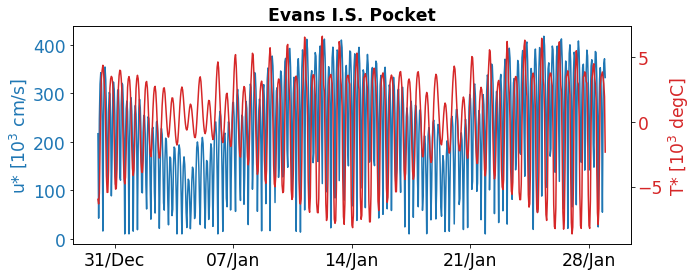 Evans I.S. Pocket
400
300
200
100
0
u* [10³ cm/s]
5
0
−5
T* [10³ degC]
31/Dec 07/Jan 14/Jan 21/Jan 28/Jan